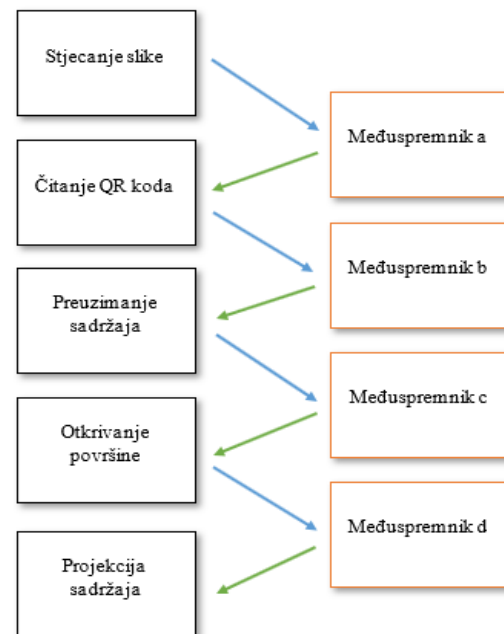 Stjecanje slike
Međuspremnik a
Čitanje QR koda
Međuspremnik b
Preuzimanje
sadržaja
Međuspremnik c
Otkrivanje
površine
Međuspremnik d
Projekcija
sadržaja